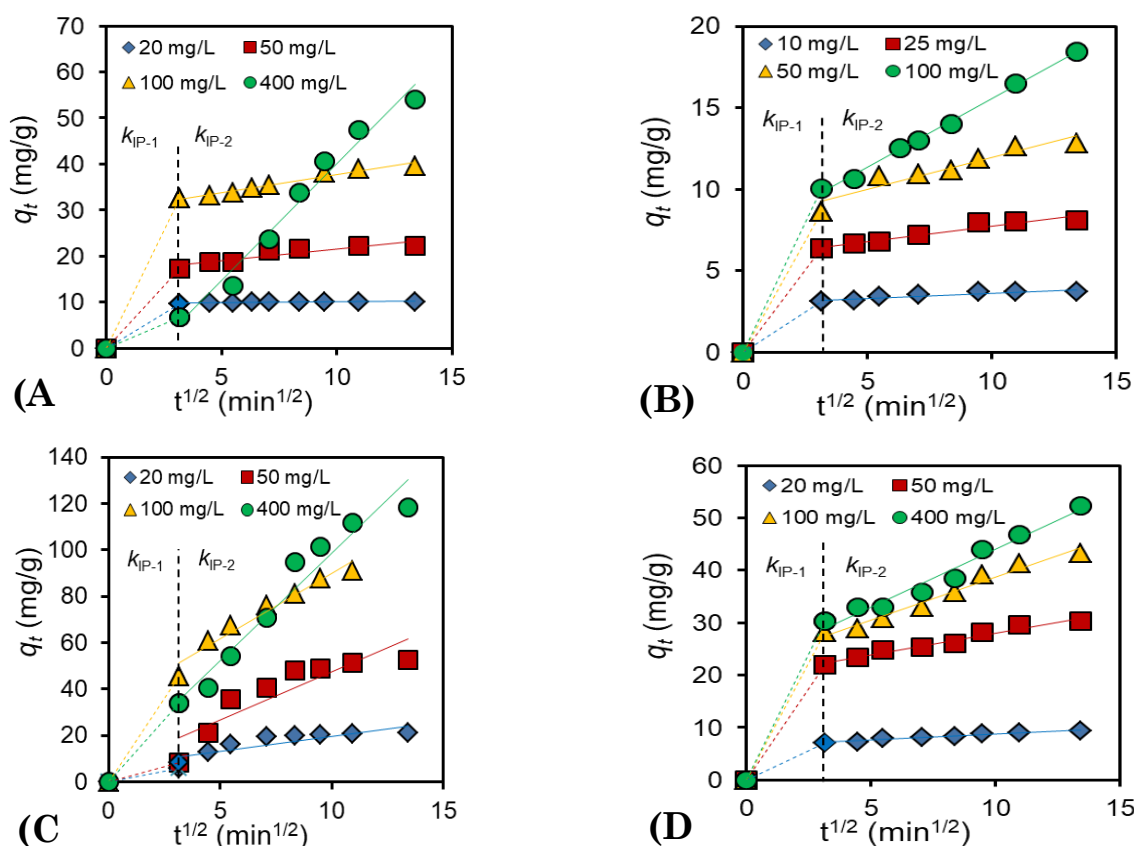 70
60
50
40
30
20
10
0
qt (mg/g)
20 mg/L
50 mg/L
100 mg/L
400 mg/L
kIP-1
kIP-2
0
5
10
15
t1/2 (min1/2)
(A
20
15
10
5
0
qt (mg/g)
10 mg/L
25 mg/L
50 mg/L
100 mg/L
kIP-1
kIP-2
0
5
10
15
t1/2 (min1/2)
(B)
140
120
100
80
60
40
20
0
qt (mg/g)
20 mg/L
50 mg/L
100 mg/L
400 mg/L
kIP-1
kIP-2
0
5
10
15
t1/2 (min1/2)
(C
60
50
40
30
20
10
0
qt (mg/g)
20 mg/L
50 mg/L
100 mg/L
400 mg/L
kIP-1
kIP-2
0
5
10
15
t1/2 (min1/2)
(D)